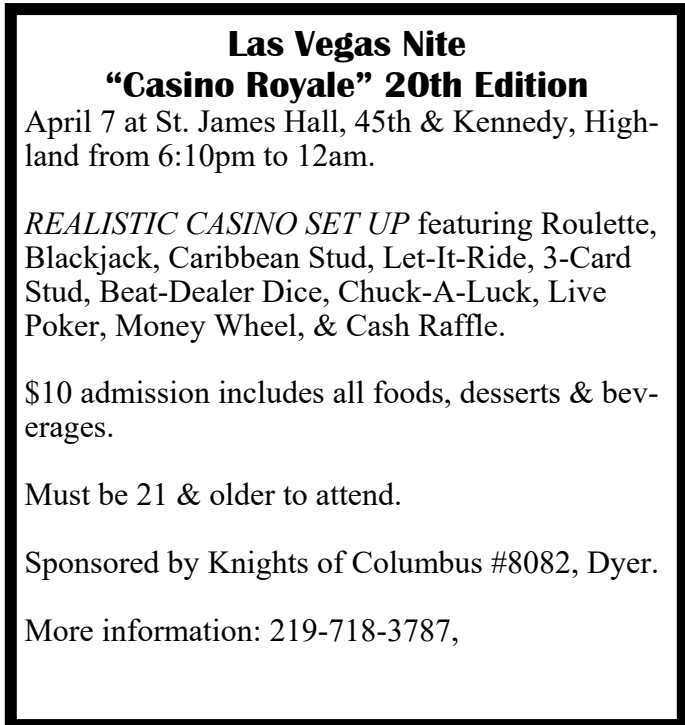 Las Vegas Nite
“Casino Royale” 20th Edition
April 7 at St. James Hall, 45th & Kennedy, High-
land from 6:10pm to 12am.
REALISTIC CASINO SET UP featuring Roulette,
Blackjack, Caribbean Stud, Let-It-Ride, 3-Card
Stud, Beat-Dealer Dice, Chuck-A-Luck, Live
Poker, Money Wheel, & Cash Raffle.
$10 admission includes all foods, desserts & bev-
erages.
Must be 21 & older to attend.
Sponsored by Knights of Columbus #8082, Dyer.
More information: 219-718-3787,